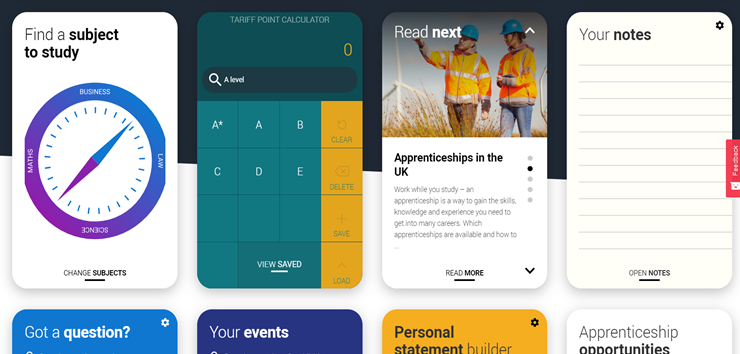 Find a subject
to study
BUSINESS
LAW
SCIENCE
MATHS
CHANGE SUBJECTS
TARIFF POINT CALCULATOR
0
A level
A* A B
CLEAR
C D E
DELETE
SAVE
VIEW SAVED
LOAD
Read next
Apprenticeships in the
UK
Work while you study – an
apprenticeship is a way to gain the skills,
knowledge and experience you need to
get into many careers. Which
apprenticeships are available and how to
...
READ MORE
Your notes
OPEN NOTES
Feedback
Got a question?
Your events
Personal
statement builder
Apprenticeship
opportunities